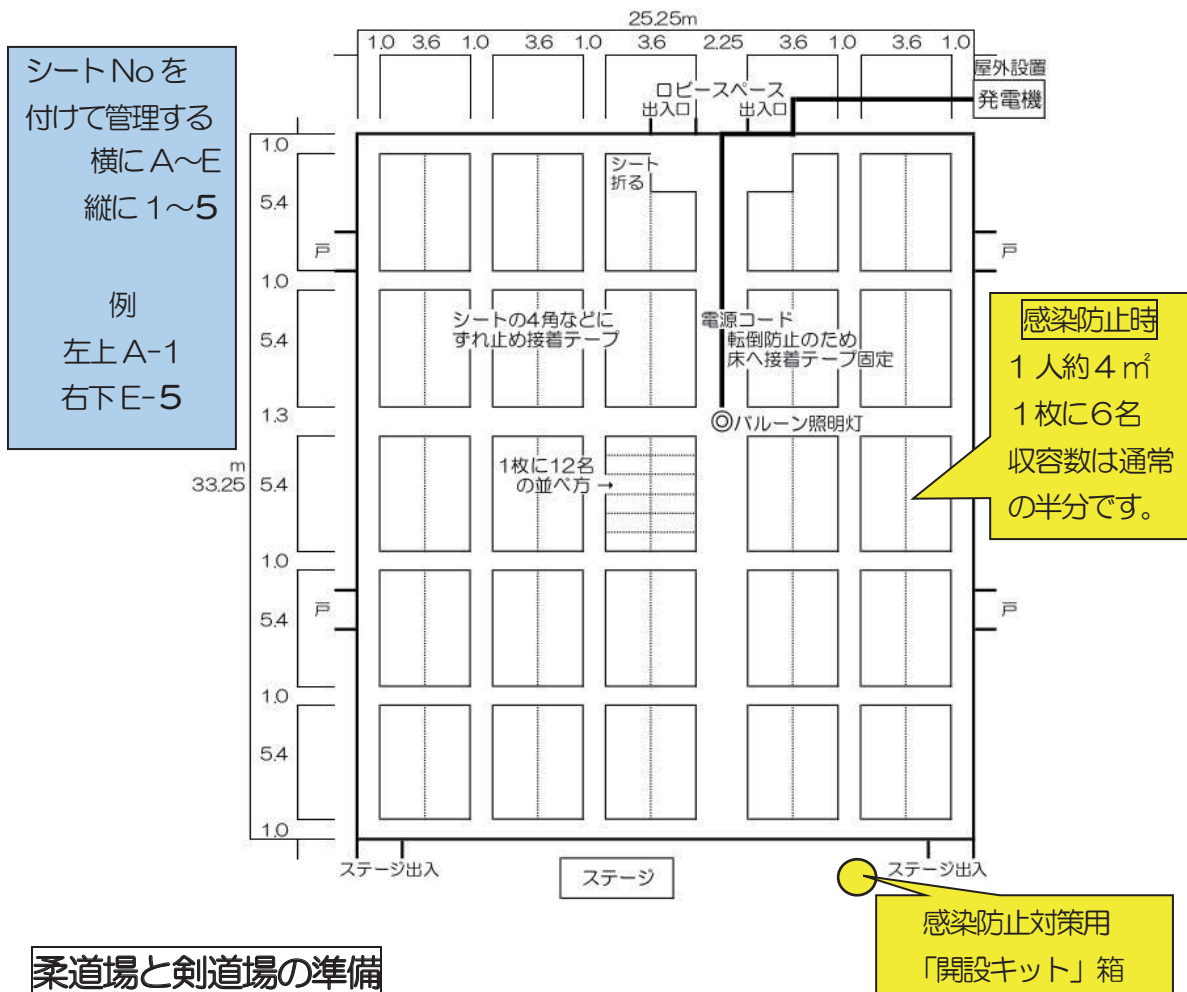 25.25m
1.0 3.6 1.0 3.6 1.0 3.6 2.25 3.6 1.0 3.6 1.0
シートNoを
付けて管理する
横にA～E
縦に1～5
例
左上A-1
右下E-5
屋外設置
発電機
ロビースペース
出入口 出入口
1.0
シート
折る
5.4
戸 戸
1.0
シートの4角などに
ずれ止め接着テープ
電源コード
転倒防止のため
床へ接着テープ固定
5.4
感染防止時
1人約4㎡
1枚に6名
収容数は通常
の半分です。
1.3
◎バルーン照明灯
1枚に12名
の並べ方→
m
33.25 5.4
1.0
5.4
戸 戸
1.0
5.4
1.0
ステージ出入 ステージ出入
ステージ
感染防止対策用
「開設キット」箱
柔道場と剣道場の準備